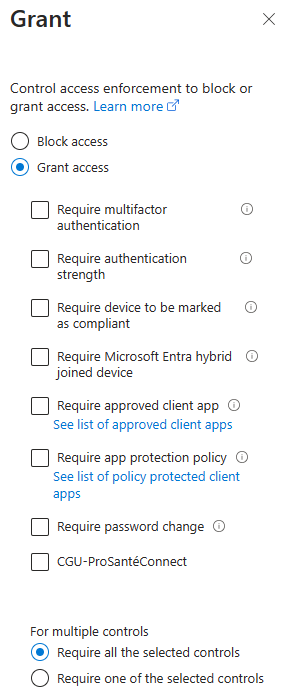 Grant
Control access enforcement to block or
grant access. Learn more
Block access
Grant access
Require multifactor
authentication
Require authentication
strength
Require device to be marked
as compliant
Require Microsoft Entra hybrid
joined device
Require approved client app
See list of approved client apps
Require app protection policy
See list of policy protected client
apps
Require password change
CGU-ProSantéConnect
For multiple controls
Require all the selected controls
Require one of the selected controls